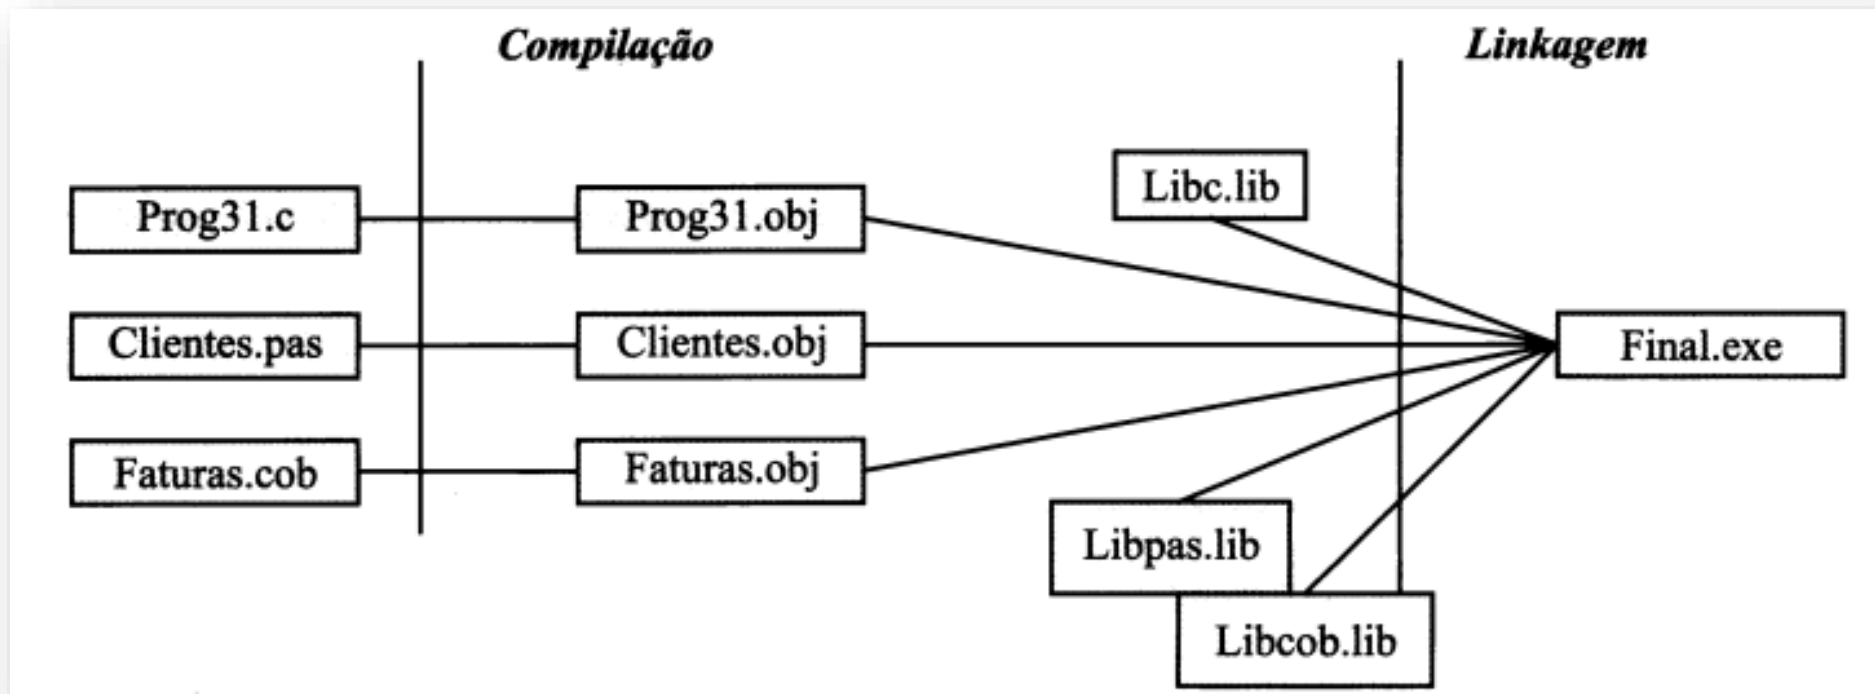 Compilação
Linkagem
Libc.lib
Prog31.c
Prog31.obj
Clientes.pas
Clientes.obj
Final.exe
Faturas.cob
Faturas.obj
Libpas.lib
Libcob.lib